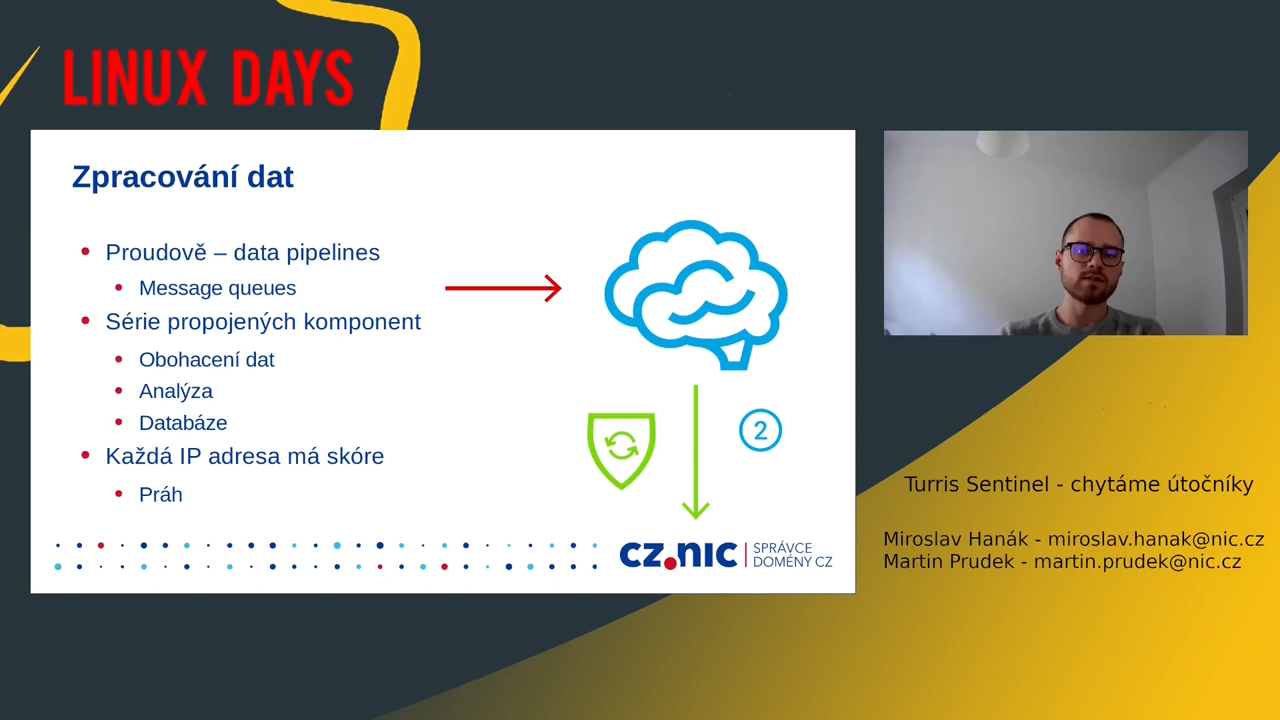 LINUX DAYS
Zpracování dat
Proudově – data pipelines
Message queues
Série propojených komponent
Obohacení dat
Analýza
Databáze
Každá IP adresa má skóre
Práh
2
CZ.NIC
SPRÁVCE
DOMÉNY CZ
Turris Sentinel - chytáme útočníky
Miroslav Hanák - miroslav.hanak@nic.cz
Martin Prudek - martin.prudek@nic.cz